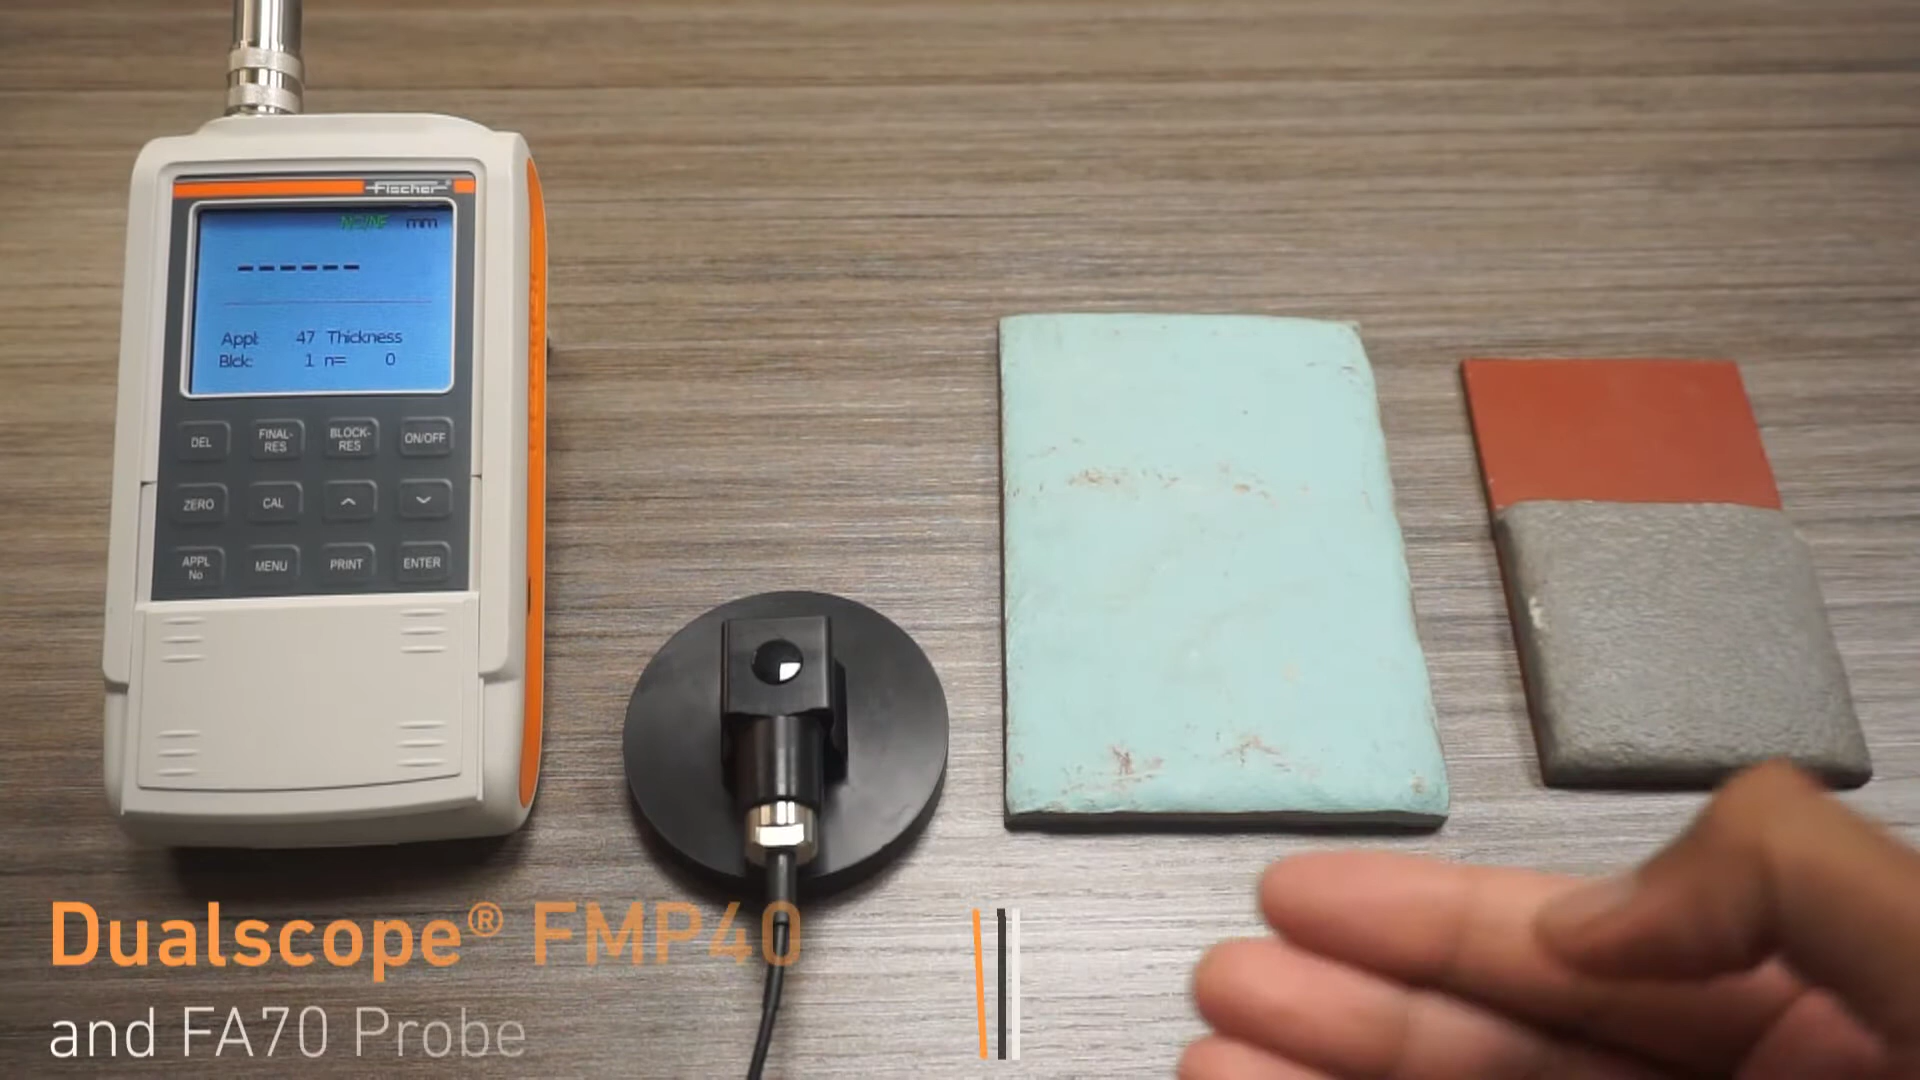 Fischer®
NC/NF mm
------
Appl: 47 Thickness
Blck: 1 n= 0
DEL FINAL-RES BLOCK-RES ON/OFF
ZERO CAL
APPL No MENU PRINT ENTER
Dualscope® FMP40
and FA70 Probe